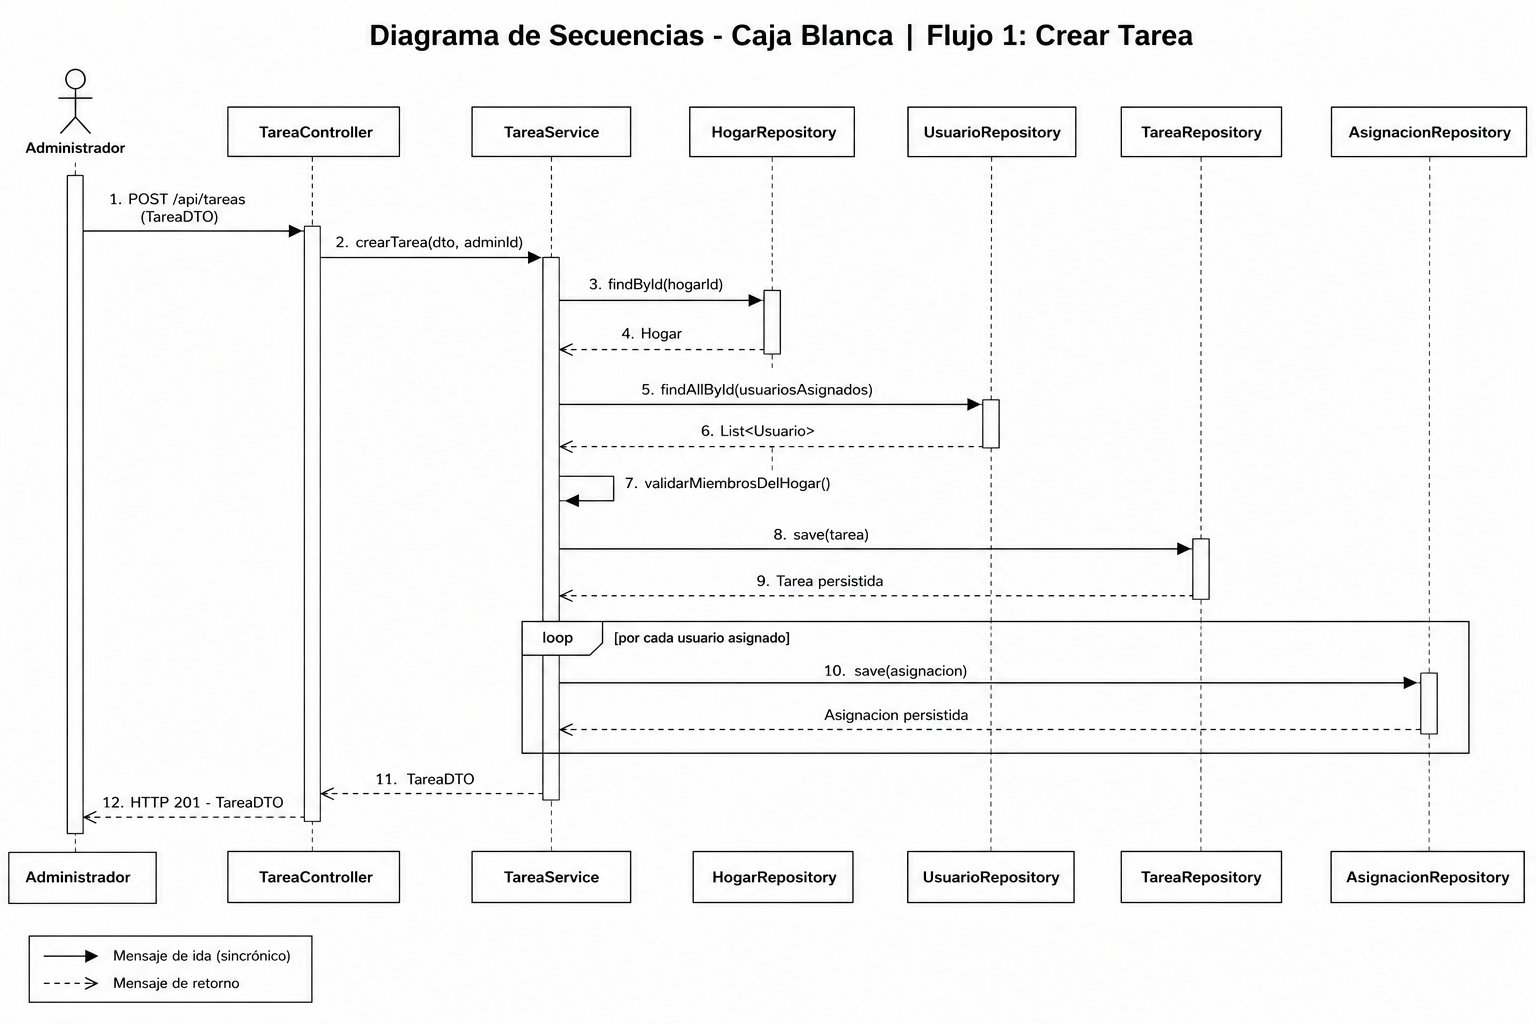 Diagrama de Secuencias - Caja Blanca | Flujo 1: Crear Tarea
Administrador
TareaController
TareaService
HogarRepository
UsuarioRepository
TareaRepository
AsignacionRepository
1. POST /api/tareas
(TareaDTO)
2. crearTarea(dto, adminId)
3. findById(hogarId)
4. Hogar
5. findAllById(usuariosAsignados)
6. List<Usuario>
7. validarMiembrosDelHogar()
8. save(tarea)
9. Tarea persistida
loop
[por cada usuario asignado]
10. save(asignacion)
Asignacion persistida
11. TareaDTO
12. HTTP 201 - TareaDTO
Administrador
TareaController
TareaService
HogarRepository
UsuarioRepository
TareaRepository
AsignacionRepository
Mensaje de ida (sincrónico)
Mensaje de retorno